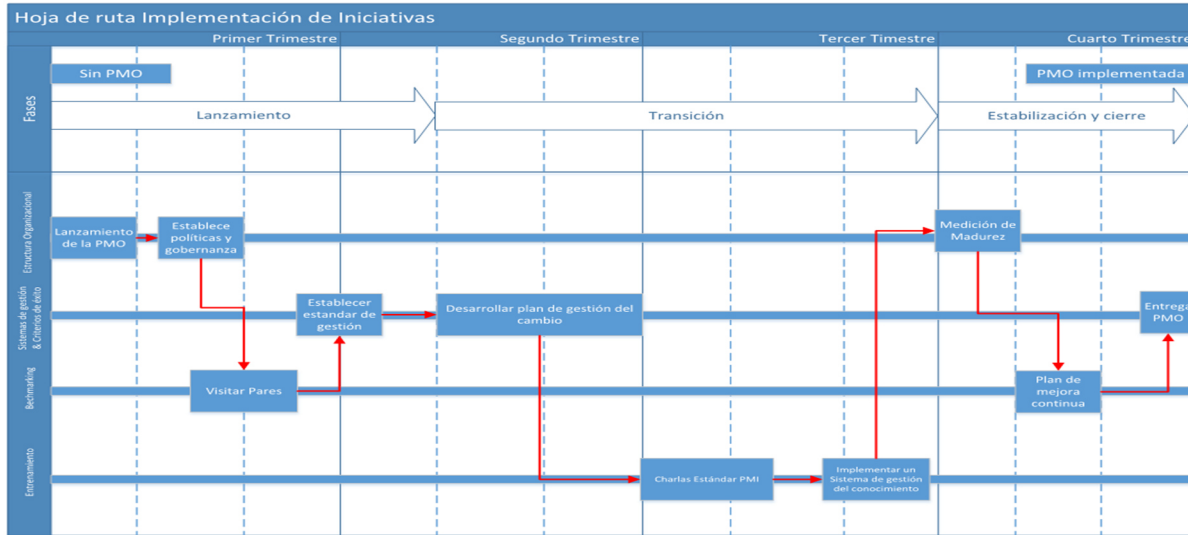 Hoja de ruta Implementación de Iniciativas
Primer Trimestre
Segundo Trimestre
Tercer Timestre
Cuarto Trimestre
Fases
Sin PMO
PMO implementada
Lanzamiento
Transición
Estabilización y cierre
Estructura Organizacional
Lanzamiento
de la PMO
Establece
políticas y
gobernanza
Medición de
Madurez
Sistemas de gestión
& Criterios de éxito
Establecer
estandar de
gestión
Desarrollar plan de gestión del
cambio
Entrega
PMO
Bechmarking
Visitar Pares
Plan de
mejora
continua
Entrenamiento
Charlas Estándar PMI
Implementar un
Sistema de gestión
del conocimiento